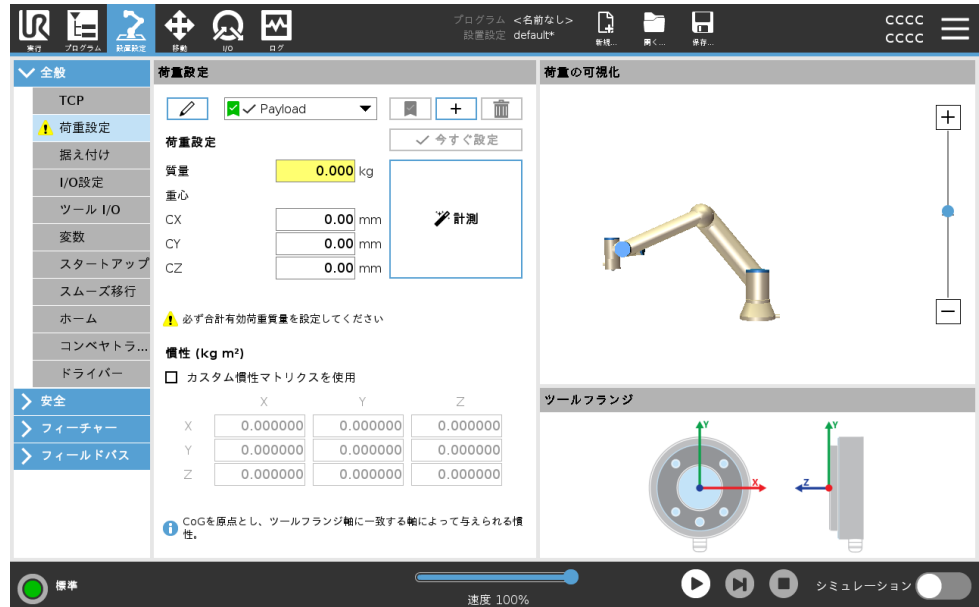 UR
実行
プログラム
設置設定
移動
I/O
ログ
プログラム <名前なし>
設置設定 default*
新規...
開く...
保存...
CCCC
CCCC
全般
TCP
荷重設定
据え付け
I/O設定
ツール I/O
変数
スタートアップ
スムーズ移行
ホーム
コンベヤトラ...
ドライバー
安全
フィーチャー
フィールドバス
荷重設定
Payload
荷重設定
今すぐ設定
質量 0.000 kg
重心
CX 0.00 mm
CY 0.00 mm
CZ 0.00 mm
計測
必ず合計有効荷重質量を設定してください
慣性 (kg m²)
カスタム慣性マトリクスを使用
X Y Z
X 0.000000 0.000000 0.000000
Y 0.000000 0.000000 0.000000
Z 0.000000 0.000000 0.000000
CoGを原点とし、ツールフランジ軸に一致する軸によって与えられる慣
性。
荷重の可視化
ツールフランジ
Y
X
Y
Z
標準
速度 100%
シミュレーション